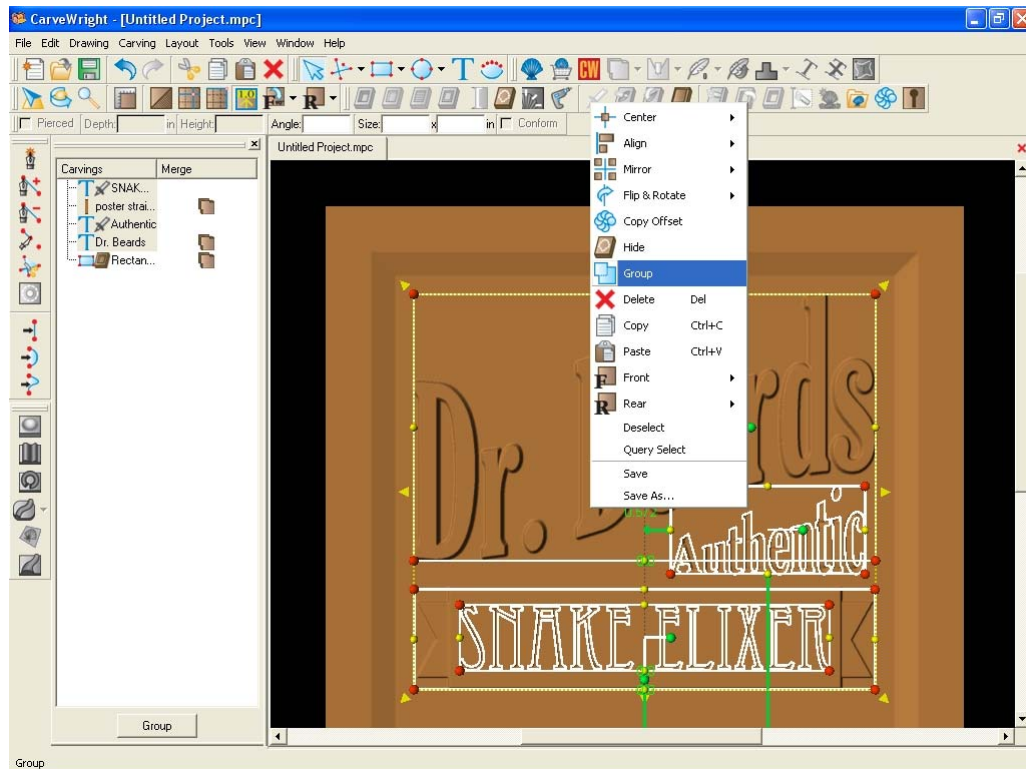 CarveWright - [Untitled Project.mpc]
File Edit Drawing Carving Layout Tools View Window Help
T CW
1.0 F R
Pierced Depth: in Height: Angle: Size: x in Conform
Untitled Project.mpc
Carvings Merge
SNAK...
poster strai...
Authentic
Dr. Beards
Rectan...
Group
Center
Align
Mirror
Flip & Rotate
Copy Offset
Hide
Group
Delete Del
Copy Ctrl+C
Paste Ctrl+V
F Front
R Rear
Deselect
Query Select
Save
Save As...
Dr. B rds
Authentic
SNAKE ELIXER
Group